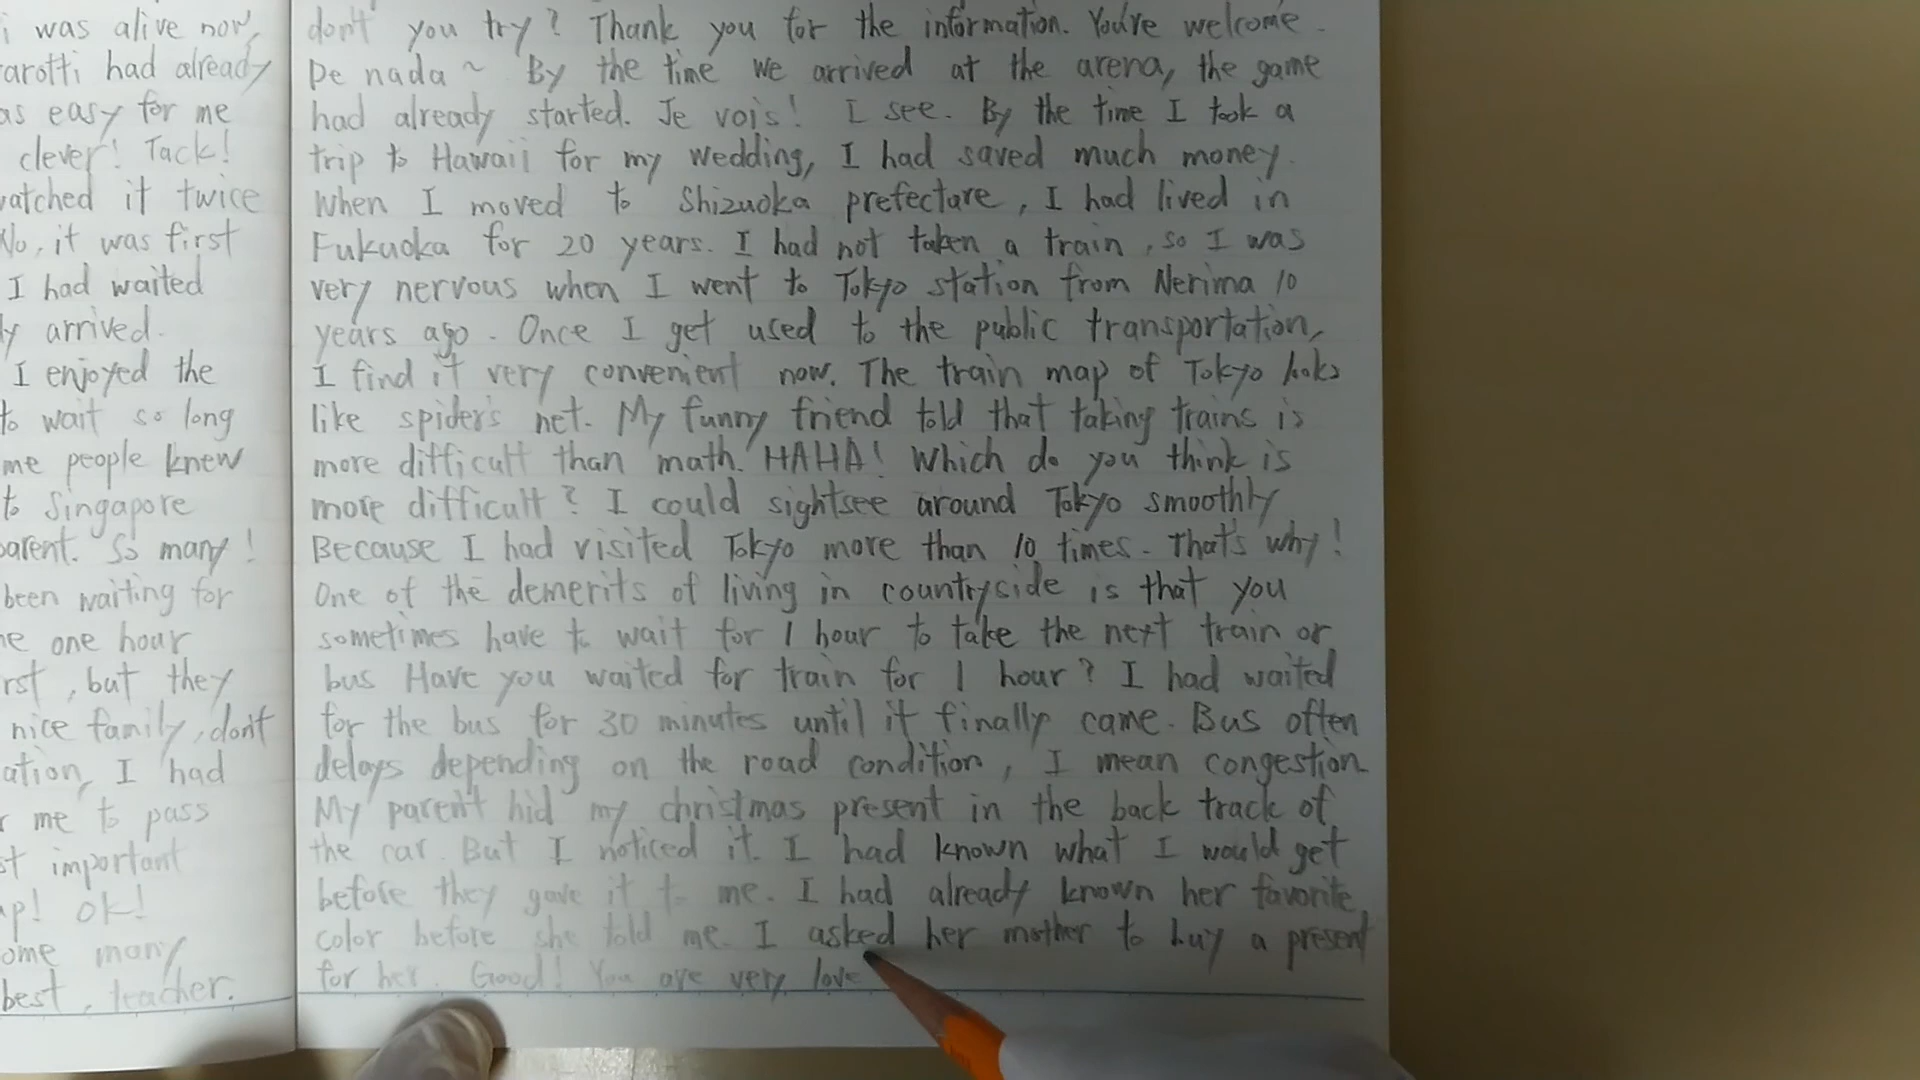 i was alive now,
arotti had already
as easy for me
clever! Tack!
watched it twice
No, it was first
I had waited
ly arrived.
I enjoyed the
to wait so long
me people knew
to Singapore
parent. So many!
been waiting for
ne one hour
rst, but they
nice family, don't
ation, I had
r me to pass
st important
up! OK!
ome many
best, teacher.
don't you try? Thank you for the information. You're welcome.
De nada ~ By the time we arrived at the arena, the game
had already started. Je vois! I see. By the time I took a
trip to Hawaii for my wedding, I had saved much money.
When I moved to Shizuoka prefecture, I had lived in
Fukuoka for 20 years. I had not taken a train, so I was
very nervous when I went to Tokyo station from Nerima 10
years ago. Once I get used to the public transportation,
I find it very convenient now. The train map of Tokyo looks
like spider's net. My funny friend told that taking trains is
more difficult than math. HAHA! Which do you think is
more difficult? I could sightsee around Tokyo smoothly
Because I had visited Tokyo more than 10 times. That's why!
One of the demerits of living in countryside is that you
sometimes have to wait for 1 hour to take the next train or
bus Have you waited for train for 1 hour? I had waited
for the bus for 30 minutes until it finally came. Bus often
delays depending on the road condition, I mean congestion.
My parent hid my christmas present in the back track of
the car. But I noticed it. I had known what I would get
before they gave it to me. I had already known her favorite
color before she told me. I asked her mother to buy a present
for her. Good! You are very love